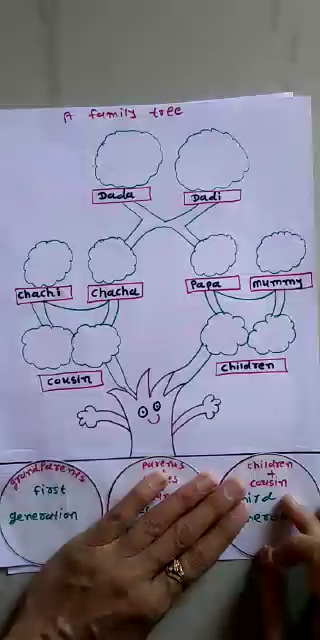 A family tree
Dada
Dadi
chachi
chacha
Papa
mummy
cousin
children
grandparents
first
generation
parents
children
+
cousin